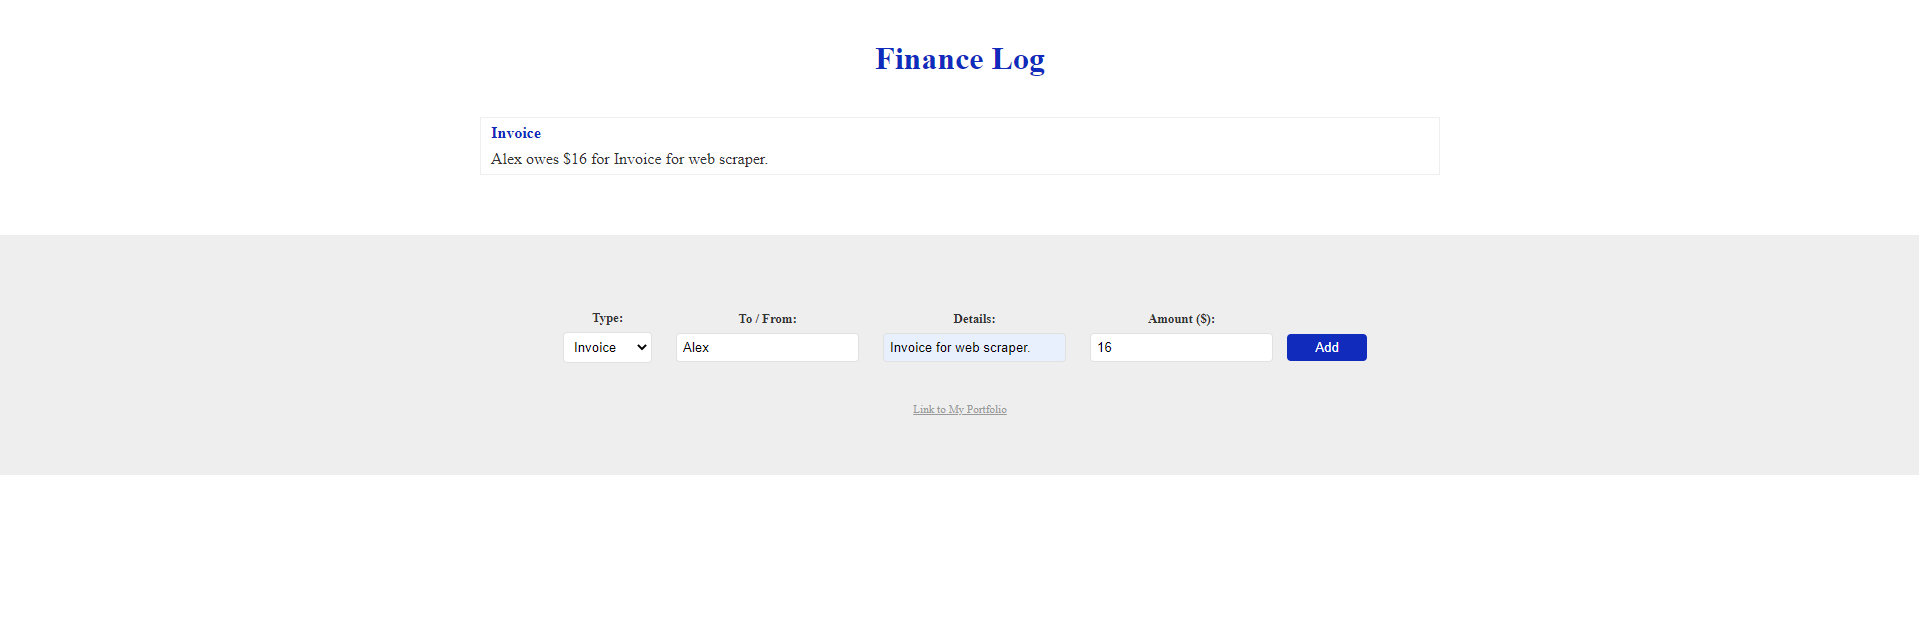 Finance Log
Invoice
Alex owes $16 for Invoice for web scraper.
Type:
To / From:
Details:
Amount ($):
Invoice
Alex
Invoice for web scraper.
16
Add
Link to My Portfolio